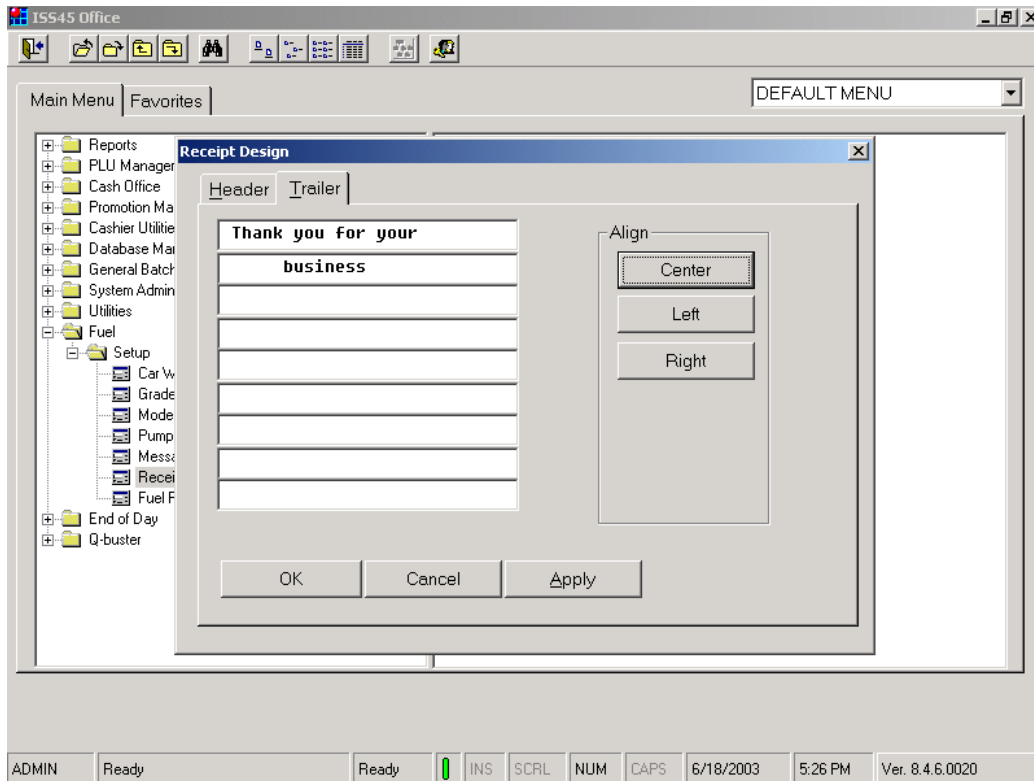 ISS45 Office
Main Menu
Favorites
DEFAULT MENU
Reports
PLU Manager
Cash Office
Promotion Ma
Cashier Utilitie
Database Mar
General Batch
System Admin
Utilities
Fuel
Setup
Car W
Grade
Mode
Pump
Messa
Recei
Fuel F
End of Day
Q-buster
Receipt Design
Header
Trailer
Thank you for your
business
Align
Center
Left
Right
OK
Cancel
Apply
ADMIN
Ready
Ready
INS
SCRL
NUM
CAPS
6/18/2003
5:26 PM
Ver. 8.4.6.0020